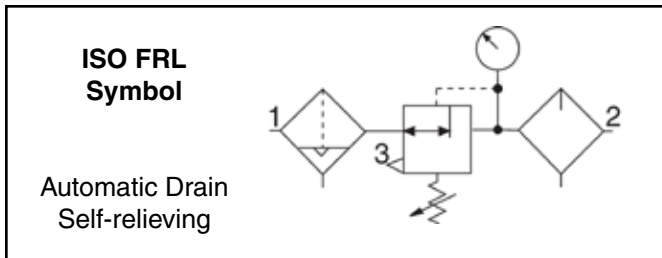 ISO FRL
Symbol
Automatic Drain
Self-relieving
1
3
2